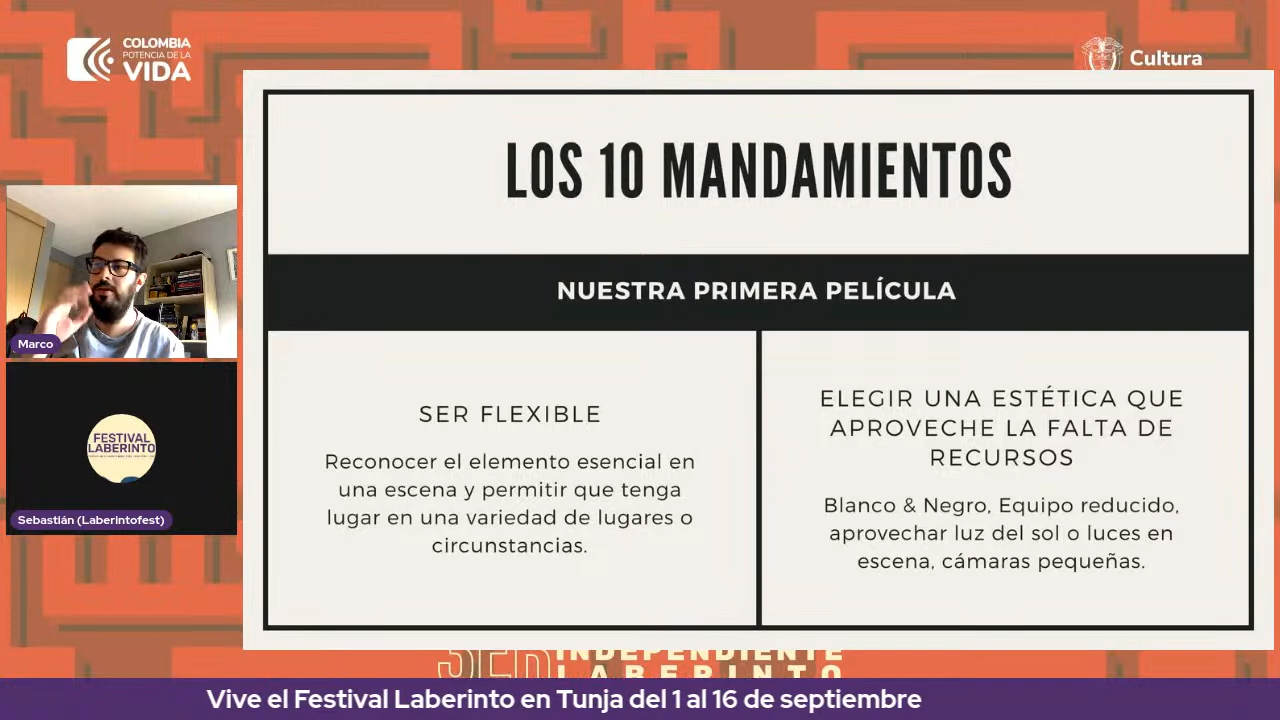 COLOMBIA
POTENCIA DE LA
VIDA
Cultura
LOS 10 MANDAMIENTOS
NUESTRA PRIMERA PELÍCULA
SER FLEXIBLE
Reconocer el elemento esencial en
una escena y permitir que tenga
lugar en una variedad de lugares o
circunstancias.
ELEGIR UNA ESTÉTICA QUE
APROVECHE LA FALTA DE
RECURSOS
Blanco & Negro, Equipo reducido,
aprovechar luz del sol o luces en
escena, cámaras pequeñas.
Marco
FESTIVAL
LABERINTO
Sebastián (Laberintofest)
SER INDEPENDIENTE
LABERINTO
Vive el Festival Laberinto en Tunja del 1 al 16 de septiembre